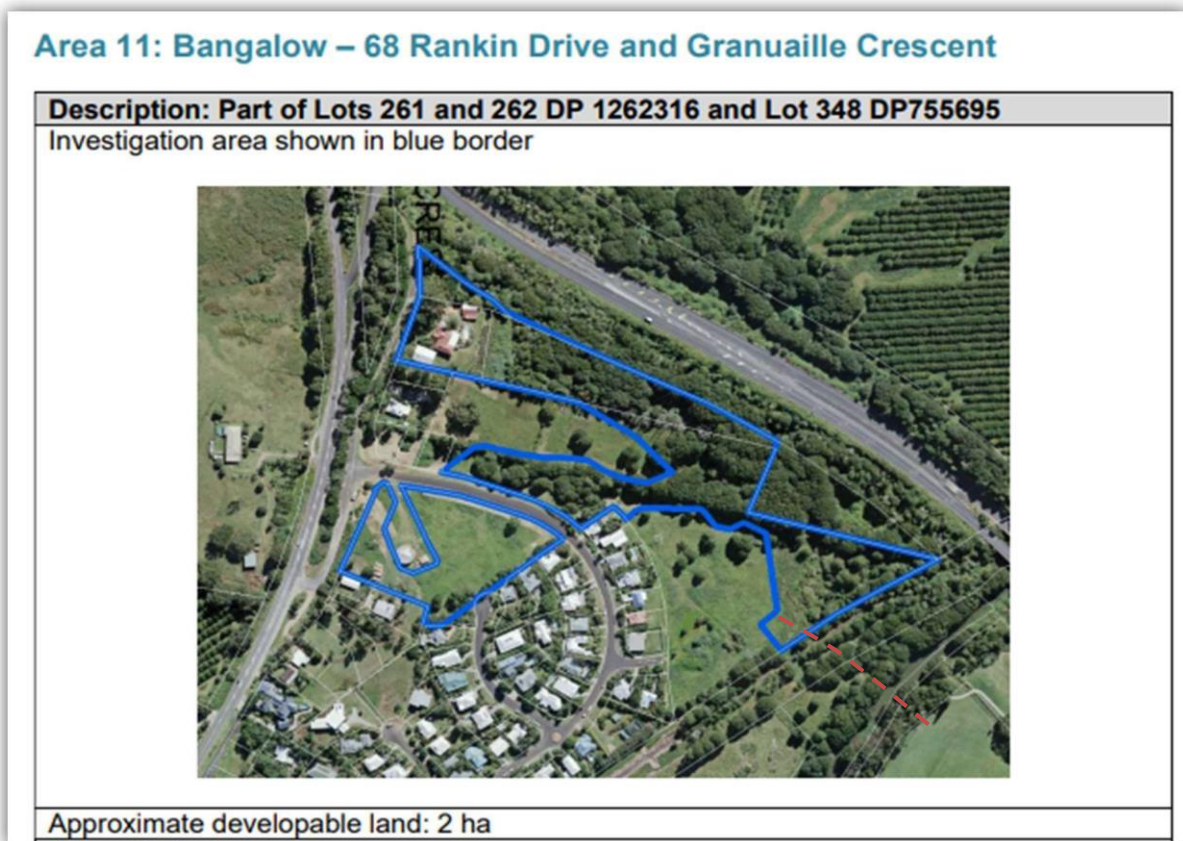 Area 11: Bangalow – 68 Rankin Drive and Granuaille Crescent
Description: Part of Lots 261 and 262 DP 1262316 and Lot 348 DP755695
Investigation area shown in blue border
CRES
Approximate developable land: 2 ha